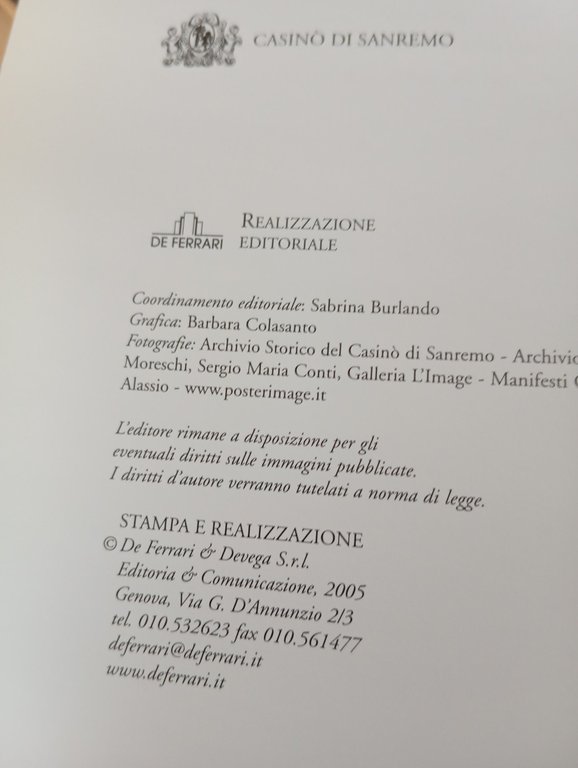 CASINÒ DI SANREMO
DE FERRARI
REALIZZAZIONE
EDITORIALE
Coordinamento editoriale: Sabrina Burlando
Grafica: Barbara Colasanto
Fotografie: Archivio Storico del Casinò di Sanremo - Archivio
Moreschi, Sergio Maria Conti, Galleria L'Image - Manifesti
Alassio - www.posterimage.it
L'editore rimane a disposizione per gli
eventuali diritti sulle immagini pubblicate.
I diritti d'autore verranno tutelati a norma di legge.
STAMPA E REALIZZAZIONE
© De Ferrari & Devega S.r.l.
Editoria & Comunicazione, 2005
Genova, Via G. D'Annunzio 2/3
tel. 010.532623 fax 010.561477
deferrari@deferrari.it
www.deferrari.it